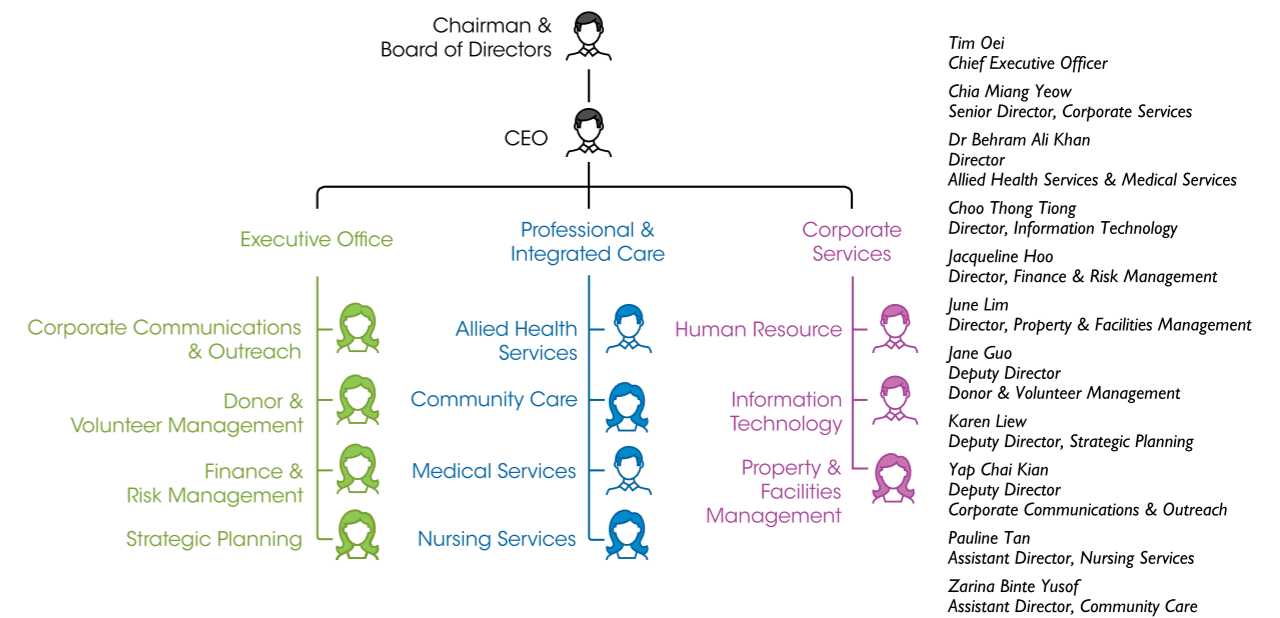 Chairman &
Board of Directors
CEO
Executive Office
Corporate Communications
& Outreach
Donor &
Volunteer Management
Finance &
Risk Management
Strategic Planning
Professional &
Integrated Care
Allied Health
Services
Community Care
Medical Services
Nursing Services
Corporate
Services
Human Resource
Information
Technology
Property &
Facilities
Management
Tim Oei
Chief Executive Officer
Chia Miang Yeow
Senior Director, Corporate Services
Dr Behram Ali Khan
Director
Allied Health Services & Medical Services
Choo Thong Tiong
Director, Information Technology
Jacqueline Hoo
Director, Finance & Risk Management
June Lim
Director, Property & Facilities Management
Jane Guo
Deputy Director
Donor & Volunteer Management
Karen Liew
Deputy Director, Strategic Planning
Yap Chai Kian
Deputy Director
Corporate Communications & Outreach
Pauline Tan
Assistant Director, Nursing Services
Zarina Binte Yusof
Assistant Director, Community Care